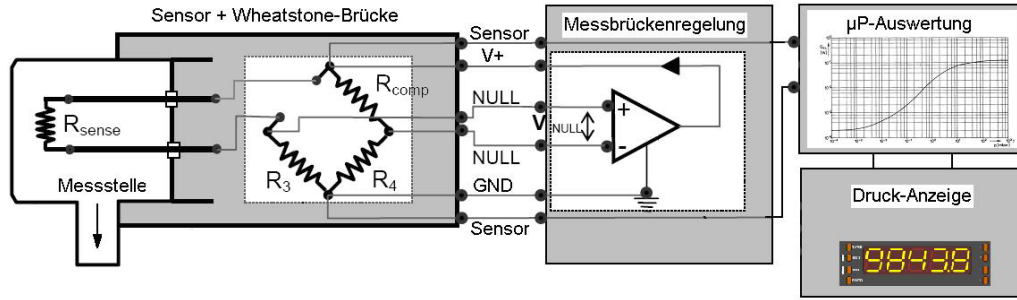 Sensor + Wheatstone-Brücke
Messbrückenregelung
µP-Auswertung
Sensor
V+
Rcomp
NULL
Rsense
V NULL
+
-
R3
R4
NULL
GND
Messstelle
Sensor
Druck-Anzeige
9843.8